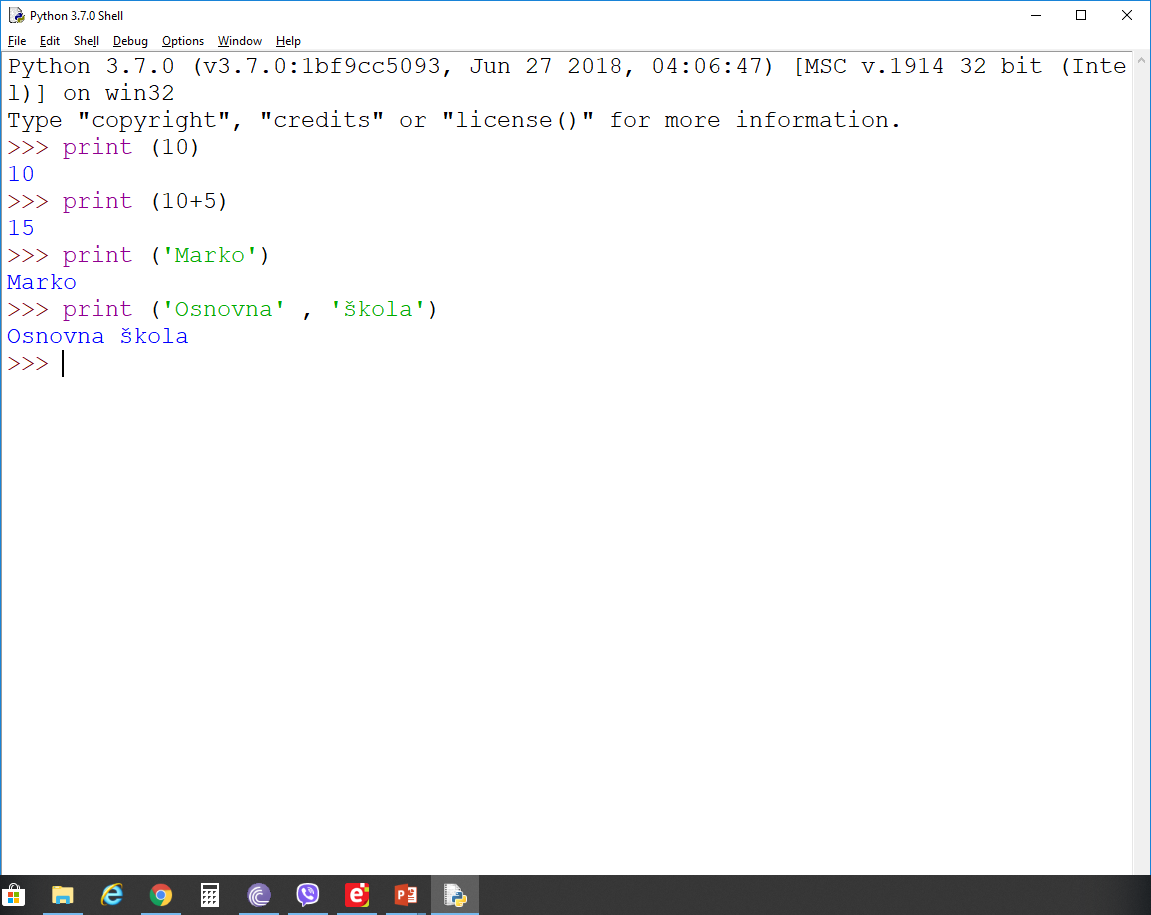 Python 3.7.0 Shell
File Edit Shell Debug Options Window Help
Python 3.7.0 (v3.7.0:1bf9cc5093, Jun 27 2018, 04:06:47) [MSC v.1914 32 bit (Inte
l)] on win32
Type "copyright", "credits" or "license()" for more information.
>>> print (10)
10
>>> print (10+5)
15
>>> print ('Marko')
Marko
>>> print ('Osnovna' , 'škola')
Osnovna škola
>>>